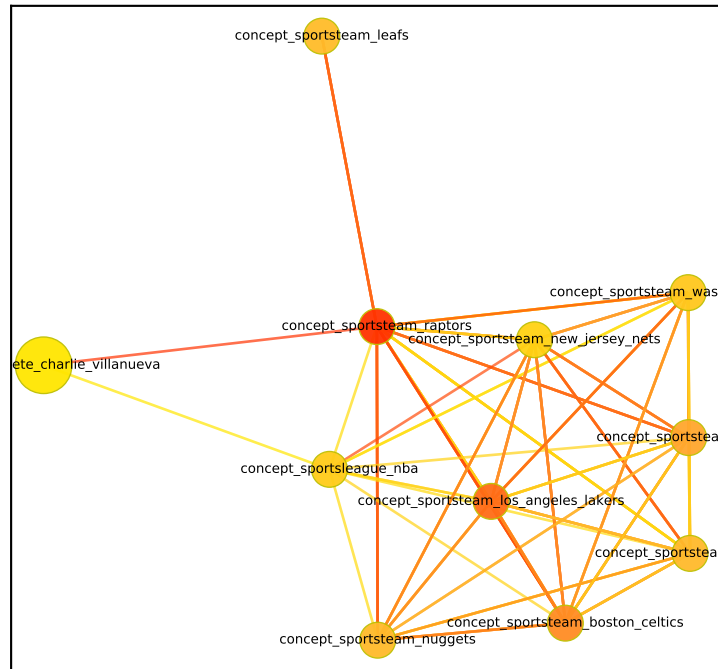 concept_sportsteam_leafs
concept_sportsteam_was
concept_sportsteam_raptors
concept_sportsteam_new_jersey_nets
ete_charlie_villanueva
concept_sportstea
concept_sportsleague_nba
concept_sportsteam_los_angeles_lakers
concept_sportstea
concept_sportsteam_boston_celtics
concept_sportsteam_nuggets